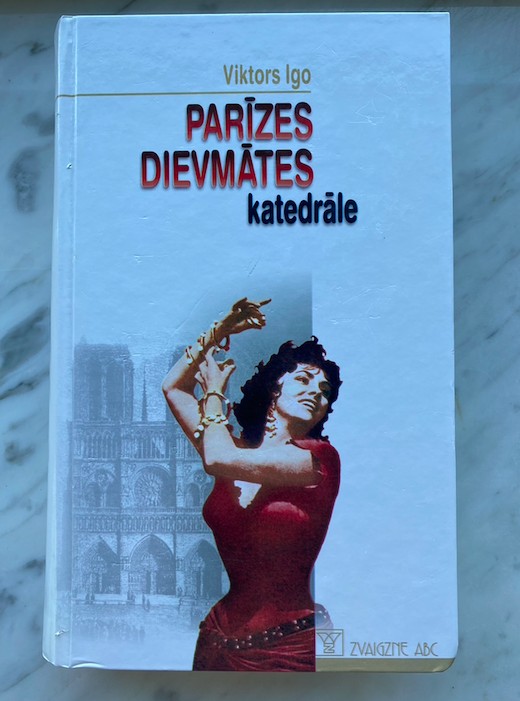 Viktors Igo
PARĪZES
DIEVMĀTES
katedrāle
ZVAIGZNE ABC